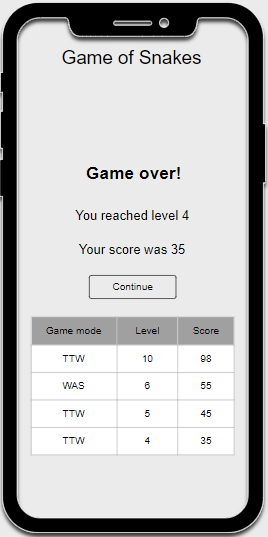 Game of Snakes
Game over!
You reached level 4
Your score was 35
Continue
Game mode Level Score
TTW 10 98
WAS 6 55
TTW 5 45
TTW 4 35